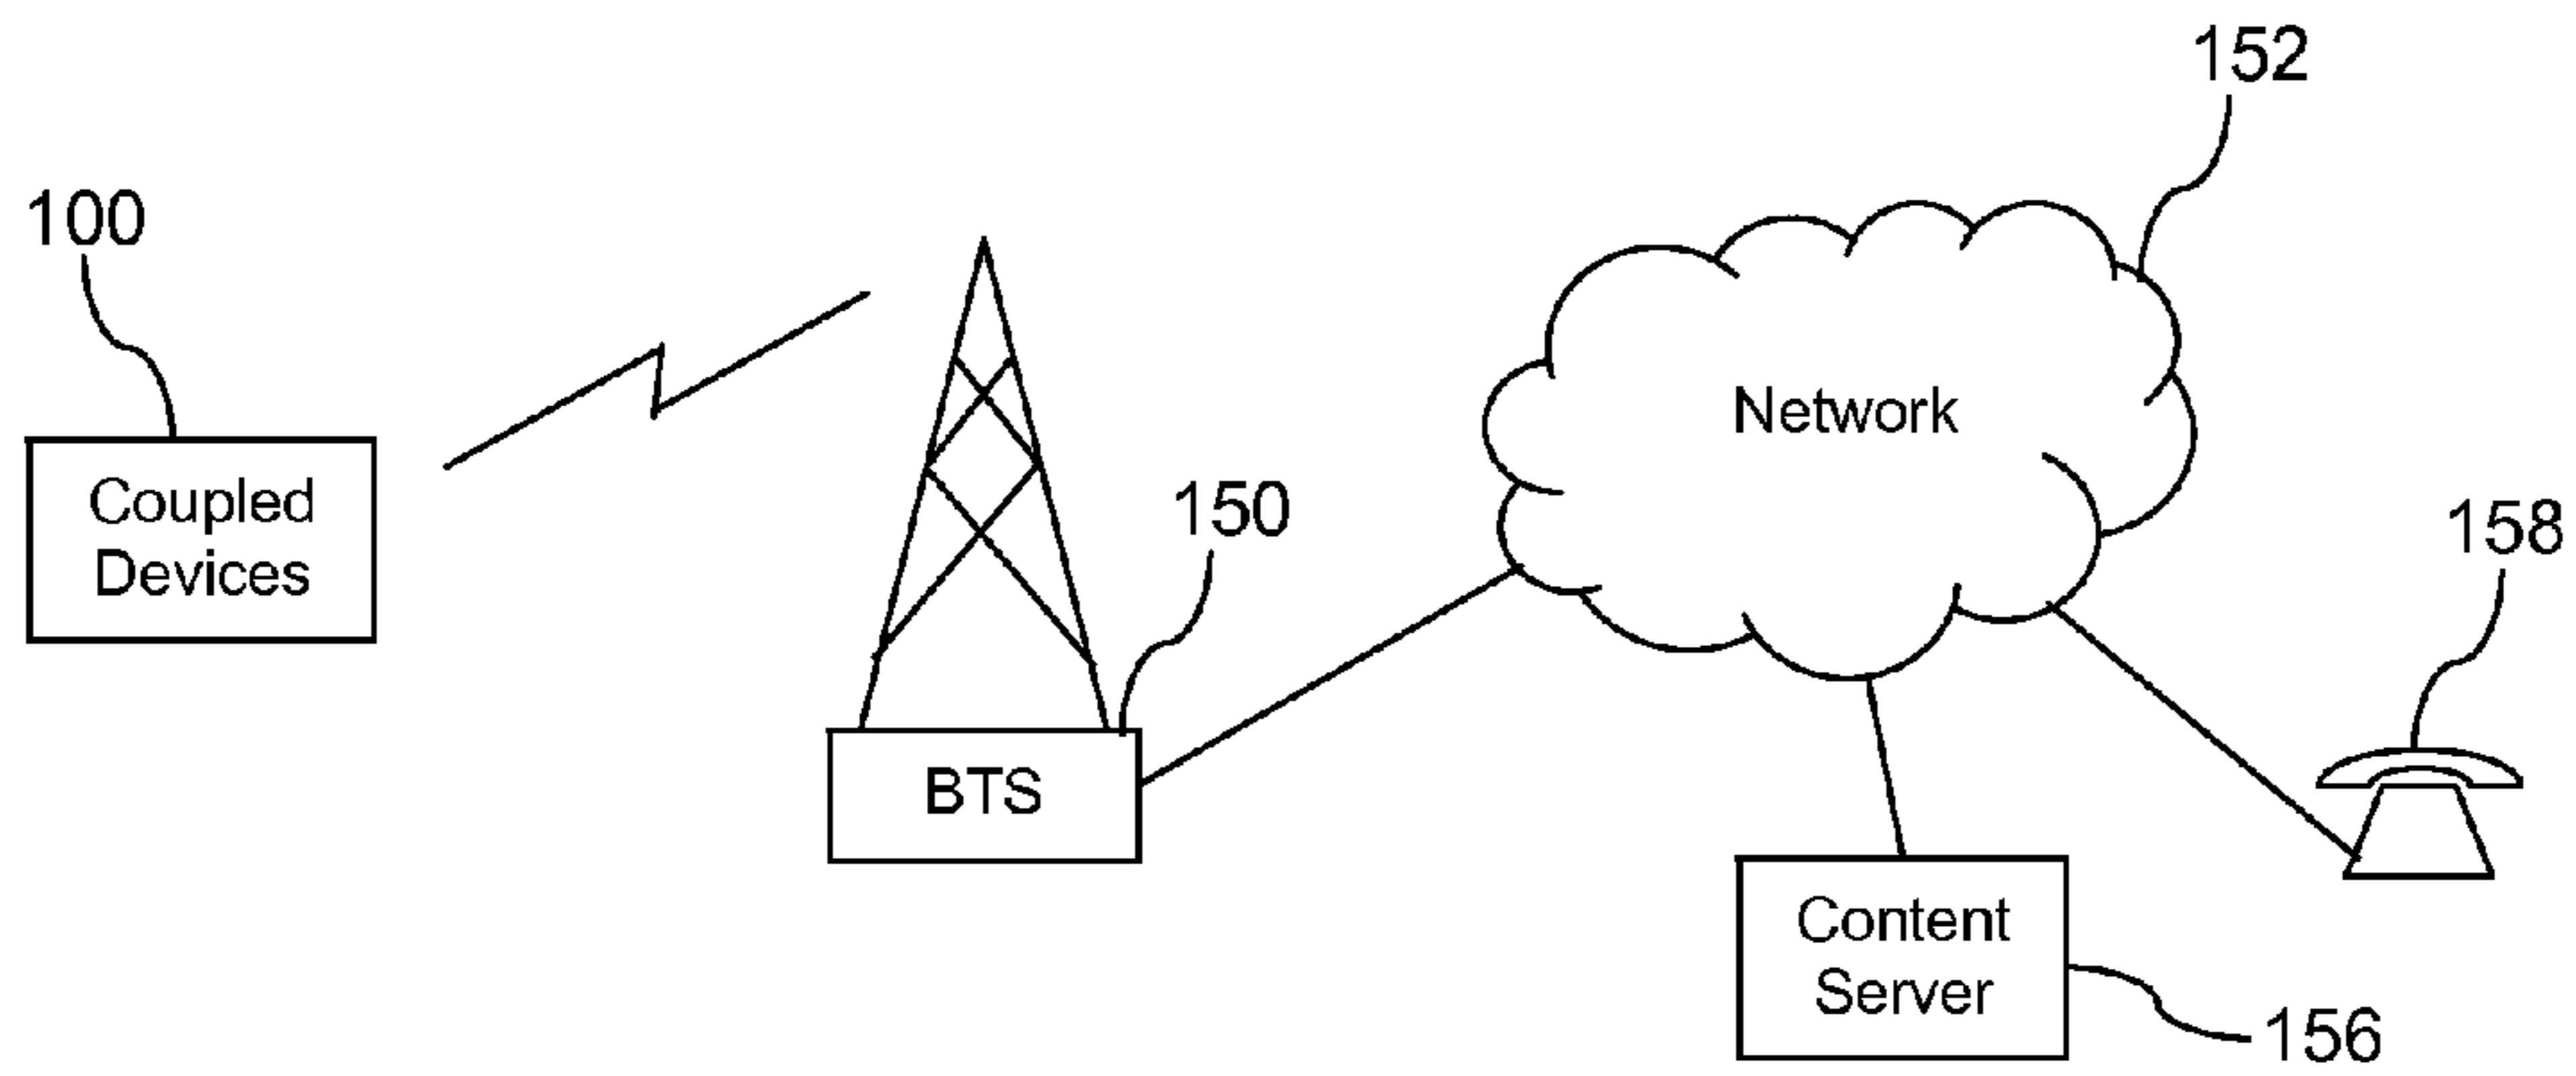 152
100
Network
150
Coupled
Devices
158
BTS
Content
Server
156